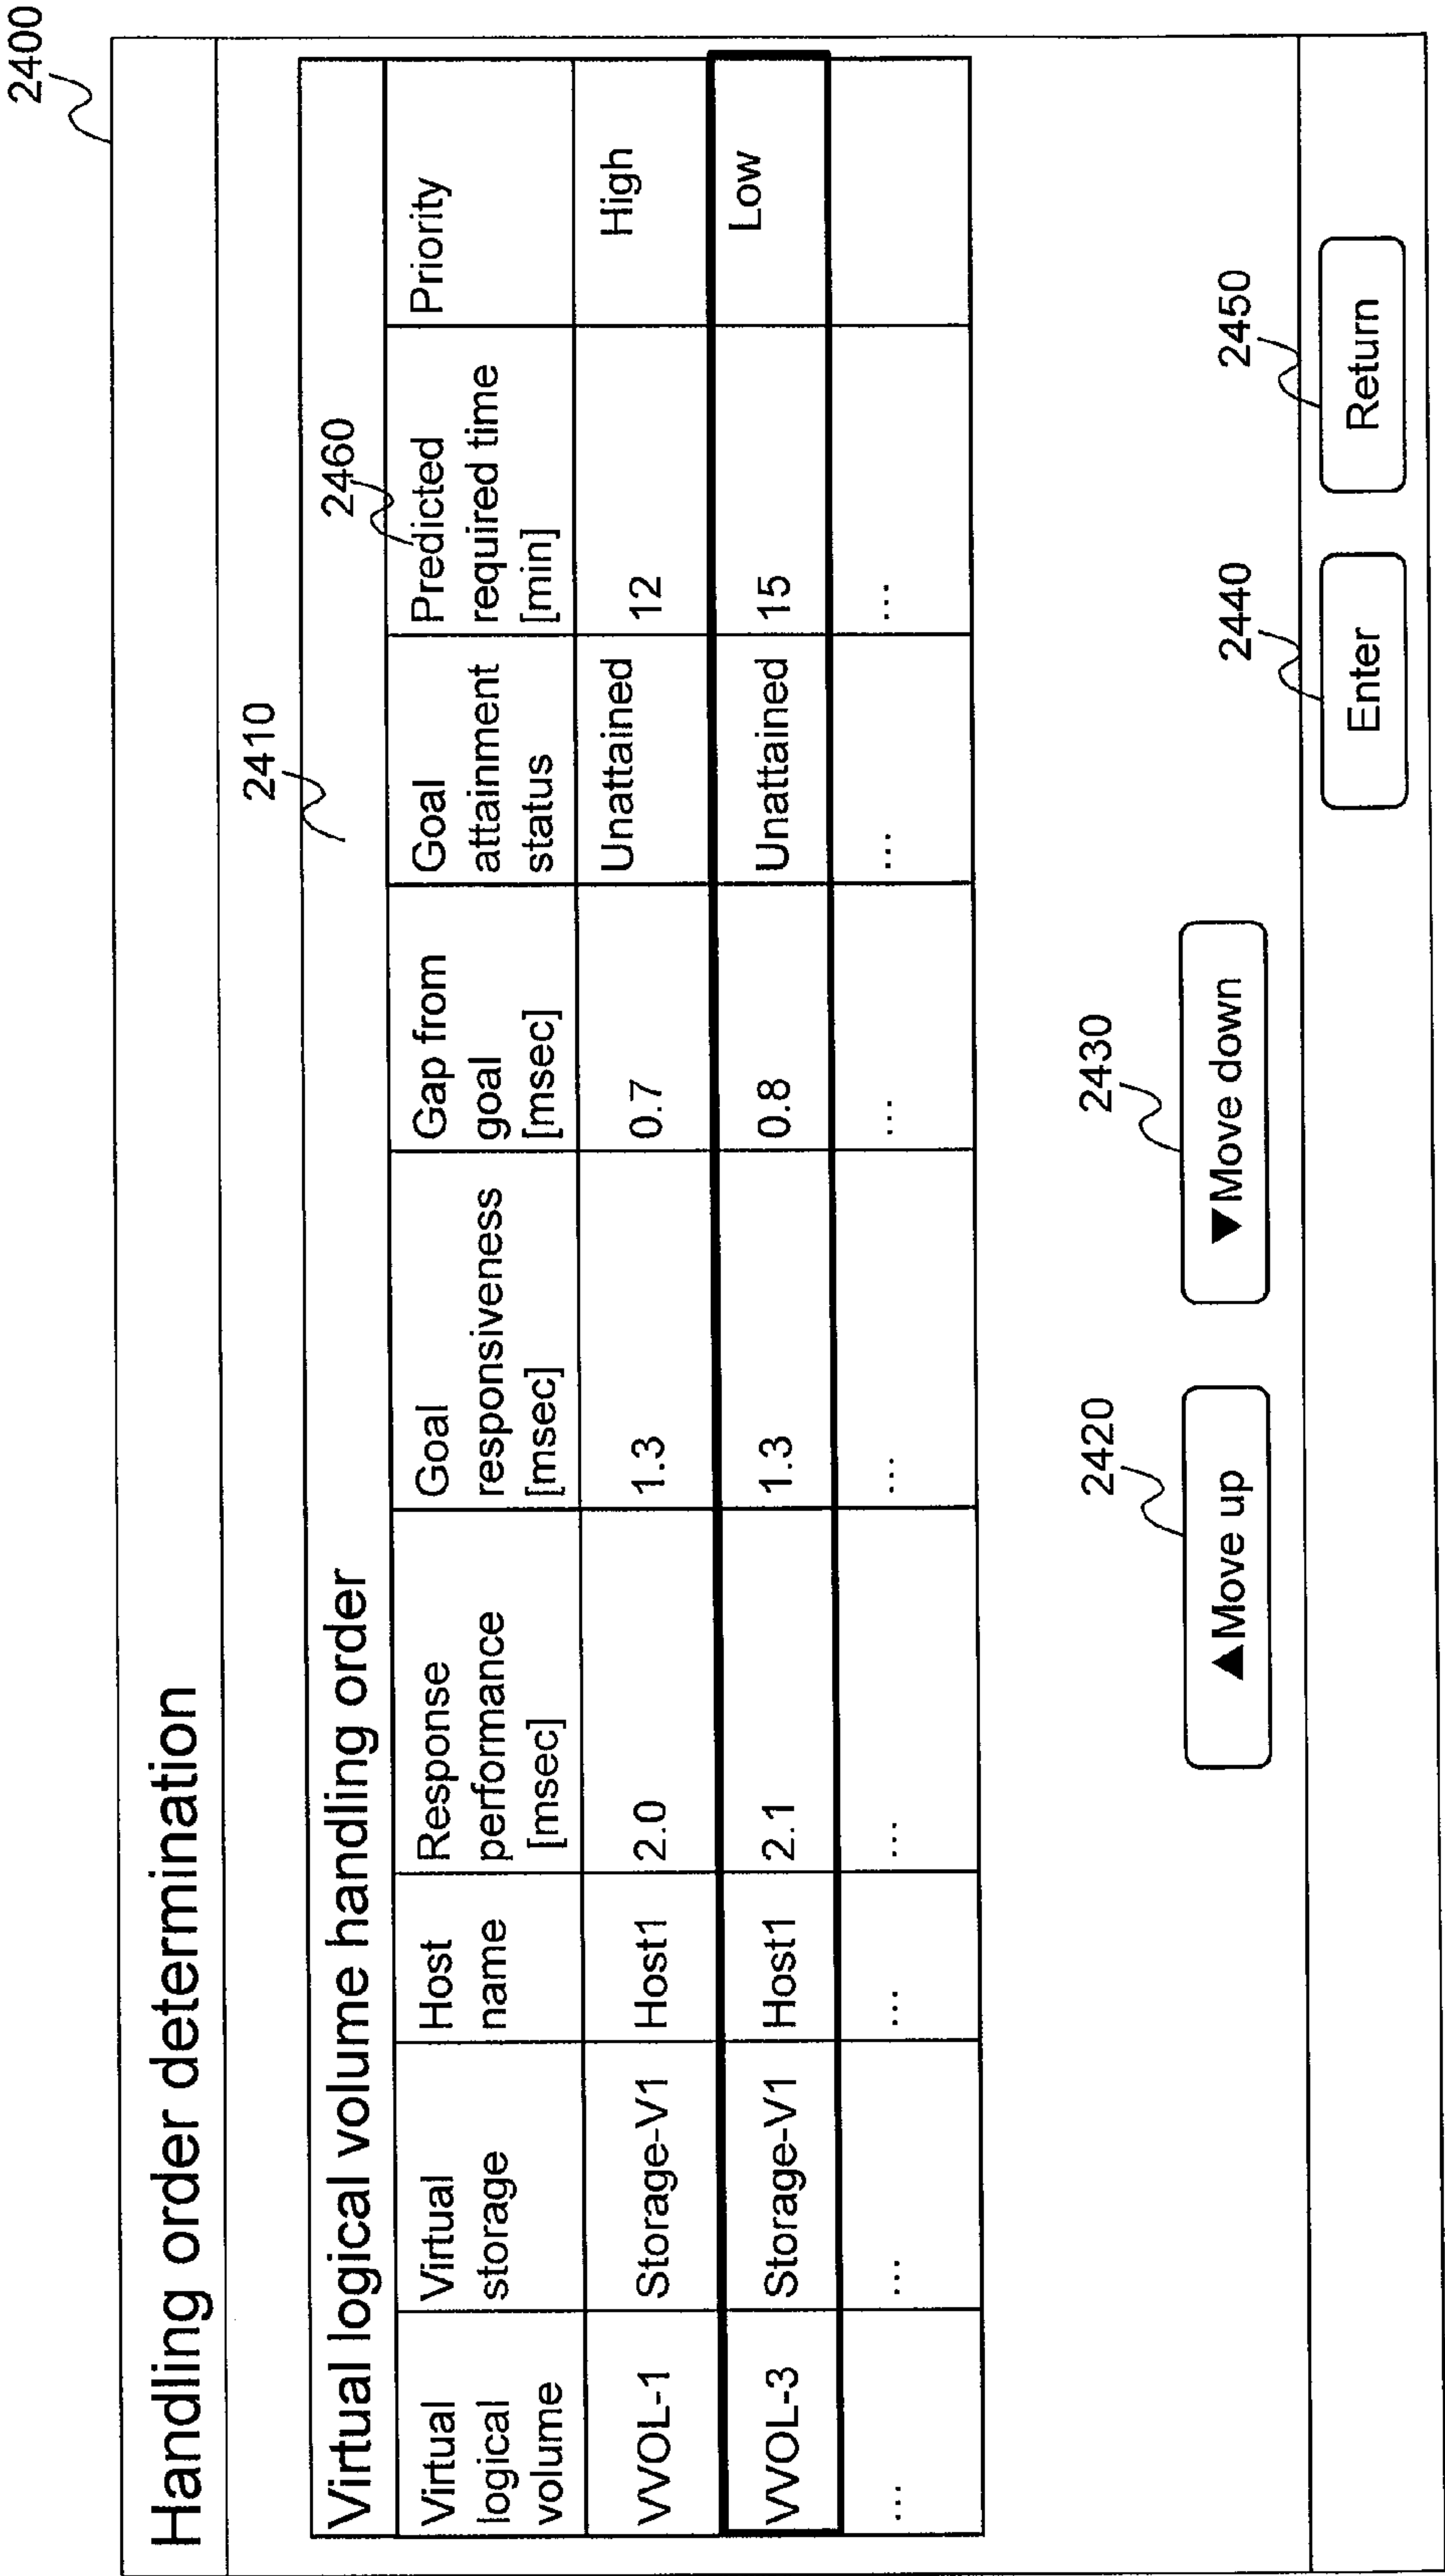 2400
Handling order determination
2410
Virtual logical volume handling order
2460
Virtual
logical
volume
Virtual
storage
Host
name
Response
performance
[msec]
Goal
responsiveness
[msec]
Gap from
goal
[msec]
Goal
attainment
status
Predicted
required time
[min]
Priority
VVOL-1 Storage-V1 Host1 2.0 1.3 0.7 Unattained 12 High
VVOL-3 Storage-V1 Host1 2.1 1.3 0.8 Unattained 15 Low
... ... ... ... ... ... ... ...
2420
▲Move up
2430
▼Move down
2440
Enter
2450
Return